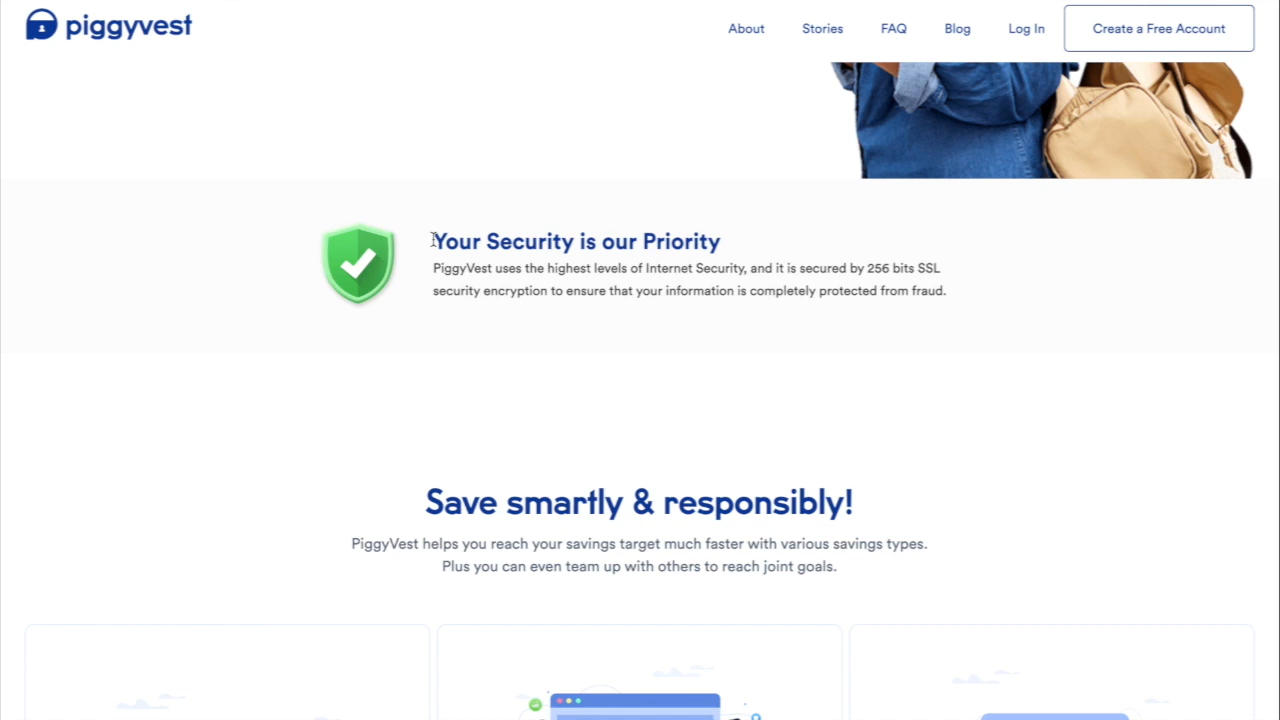 piggyvest
About
Stories
FAQ
Blog
Log In
Create a Free Account
Your Security is our Priority
PiggyVest uses the highest levels of Internet Security, and it is secured by 256 bits SSL
security encryption to ensure that your information is completely protected from fraud.
Save smartly & responsibly!
PiggyVest helps you reach your savings target much faster with various savings types.
Plus you can even team up with others to reach joint goals.